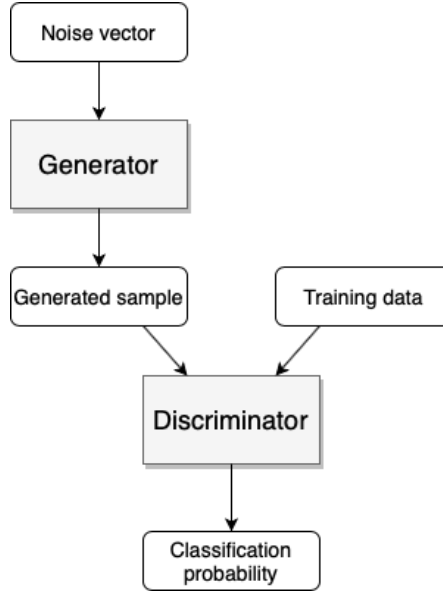 Noise vector
Generator
Generated sample
Training data
Discriminator
Classification
probability